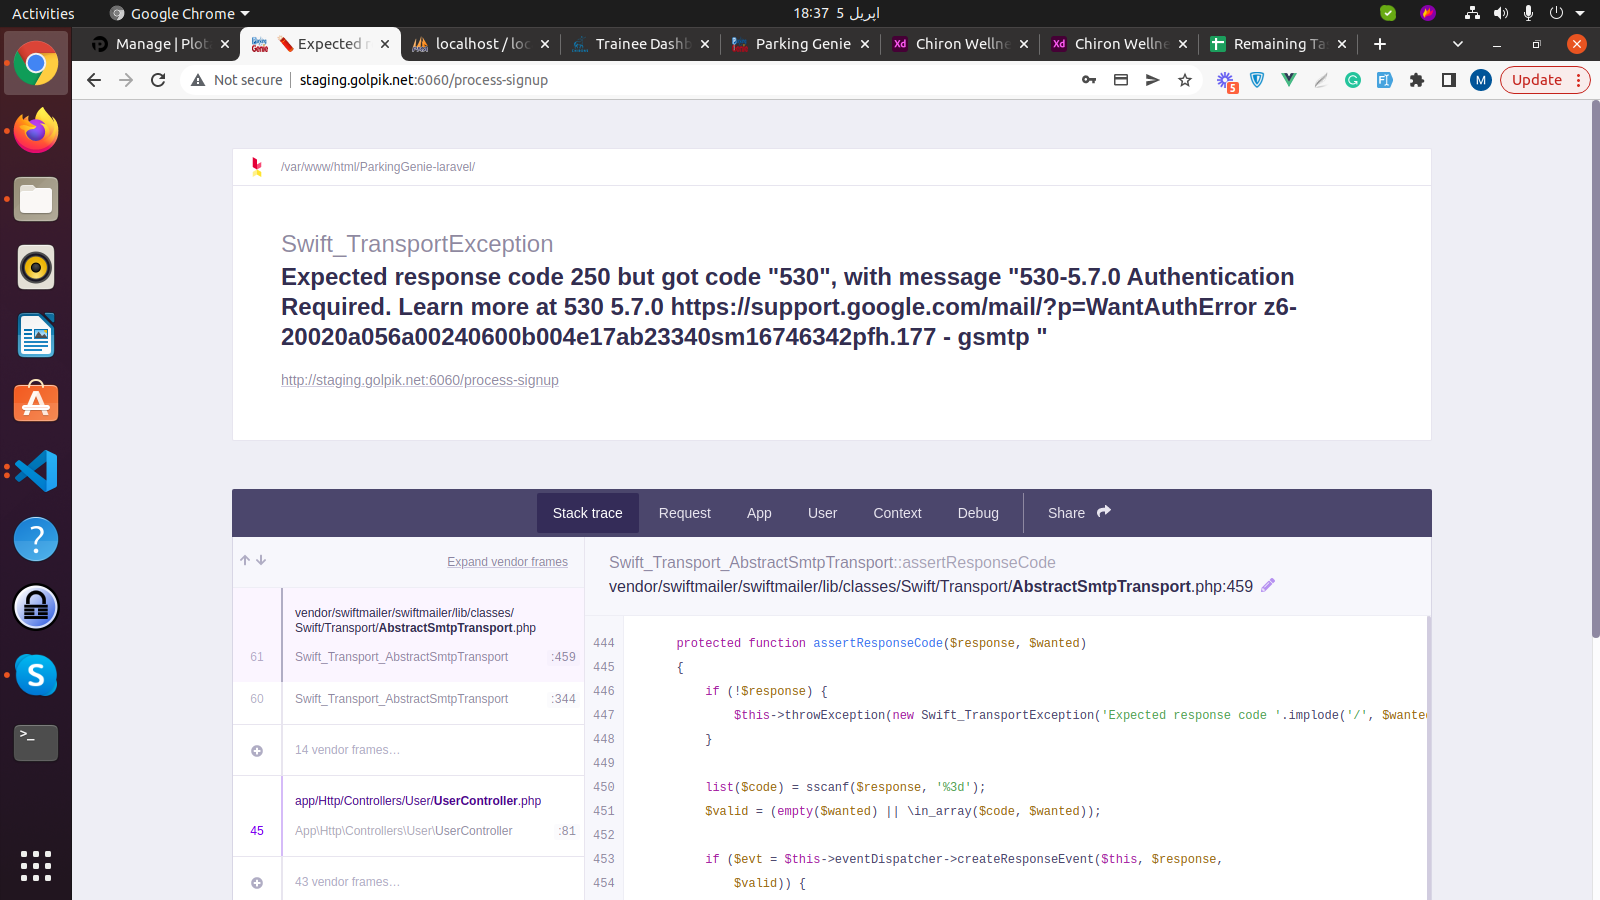 Activities
Google Chrome
18:37 5 اپریل
Manage | Plot
Expected r
localhost / loc
Trainee Dashb
Parking Genie
Chiron Wellne
Chiron Wellne
Remaining Ta
Not secure
staging.golpik.net:6060/process-signup
5
M
Update
/var/www/html/ParkingGenie-laravel/
Swift_TransportException
Expected response code 250 but got code "530", with message "530-5.7.0 Authentication
Required. Learn more at 530 5.7.0 https://support.google.com/mail/?p=WantAuthError z6-
20020a056a00240600b004e17ab23340sm16746342pfh.177 - gsmtp "
http://staging.golpik.net:6060/process-signup
Stack trace
Request
App
User
Context
Debug
Share
Expand vendor frames
vendor/swiftmailer/swiftmailer/lib/classes/
Swift/Transport/AbstractSmtpTransport.php
61 Swift_Transport_AbstractSmtpTransport :459
60 Swift_Transport_AbstractSmtpTransport :344
14 vendor frames…
app/Http/Controllers/User/UserController.php
45 App\Http\Controllers\User\UserController :81
43 vendor frames…
Swift_Transport_AbstractSmtpTransport::assertResponseCode
vendor/swiftmailer/swiftmailer/lib/classes/Swift/Transport/AbstractSmtpTransport.php:459
444 protected function assertResponseCode($response, $wanted)
445 {
446 if (!$response) {
447 $this->throwException(new Swift_TransportException('Expected response code '.implode('/', $wanted
448 }
449
450 list($code) = sscanf($response, '%3d');
451 $valid = (empty($wanted) || \in_array($code, $wanted));
452
453 if ($evt = $this->eventDispatcher->createResponseEvent($this, $response,
454 $valid)) {